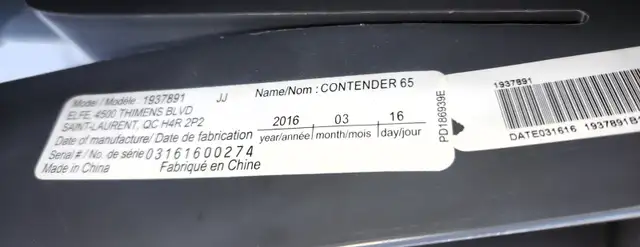 Model / Modèle : 1937891 JJ Name/Nom : CONTENDER 65
ELFE, 4500 THIMENS BLVD
SAINT-LAURENT, QC H4R 2P2
Date of manufacture/ Date de fabrication 2016 03 16
year/année month/mois day/jour
Serial # / No. de série 03161600274
Made in China Fabriqué en Chine
PD186939E
1937891
DATE031616 1937891B